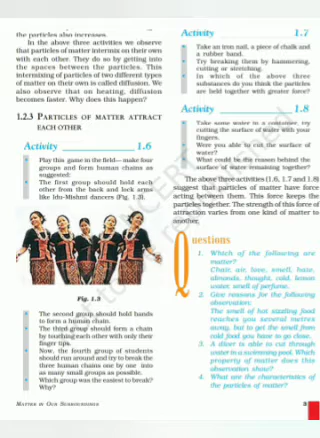 the particles also increases.
In the above three activities we observe
that particles of matter intermix on their own
with each other. They do so by getting into
the spaces between the particles. This
intermixing of particles of two different types
of matter on their own is called diffusion. We
also observe that on heating, diffusion
becomes faster. Why does this happen?
1.2.3 PARTICLES OF MATTER ATTRACT
EACH OTHER
Activity 1.6
• Play this game in the field— make four
groups and form human chains as
suggested:
• The first group should hold each
other from the back and lock arms
like Idu-Mishmi dancers (Fig. 1.3).
Fig. 1.3
• The second group should hold hands
to form a human chain.
• The third group should form a chain
by touching each other with only their
finger tips.
• Now, the fourth group of students
should run around and try to break the
three human chains one by one into
as many small groups as possible.
• Which group was the easiest to break?
Why?
MATTER IN OUR SURROUNDINGS
Activity 1.7
• Take an iron nail, a piece of chalk and
a rubber band.
• Try breaking them by hammering,
cutting or stretching.
• In which of the above three
substances do you think the particles
are held together with greater force?
Activity 1.8
• Take some water in a container, try
cutting the surface of water with your
fingers.
• Were you able to cut the surface of
water?
• What could be the reason behind the
surface of water remaining together?
The above three activities (1.6, 1.7 and 1.8)
suggest that particles of matter have force
acting between them. This force keeps the
particles together. The strength of this force of
attraction varies from one kind of matter to
another.
Questions
1. Which of the following are
matter?
Chair, air, love, smell, hate,
almonds, thought, cold, lemon
water, smell of perfume.
2. Give reasons for the following
observation:
The smell of hot sizzling food
reaches you several metres
away, but to get the smell from
cold food you have to go close.
3. A diver is able to cut through
water in a swimming pool. Which
property of matter does this
observation show?
4. What are the characteristics of
the particles of matter?
3